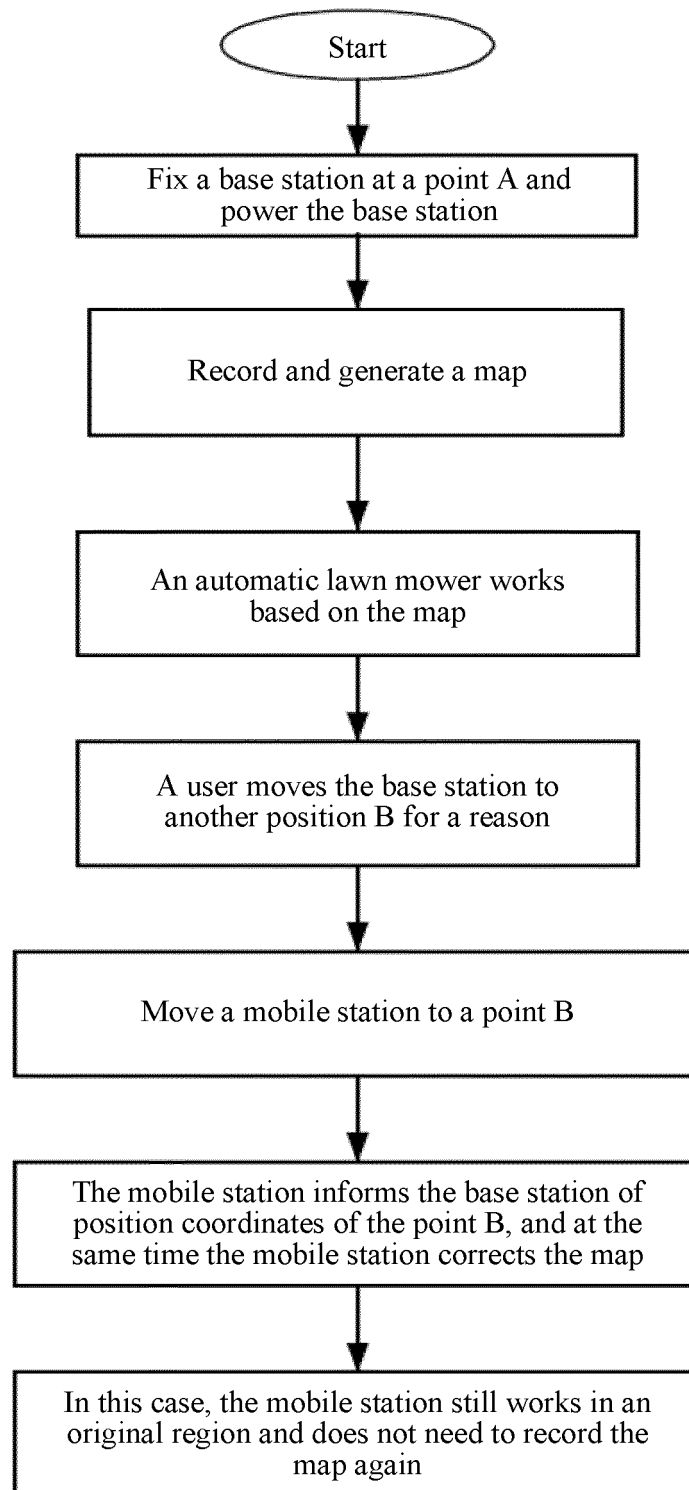 Start
Fix a base station at a point A and
power the base station
Record and generate a map
An automatic lawn mower works
based on the map
A user moves the base station to
another position B for a reason
Move a mobile station to a point B
The mobile station informs the base station of
position coordinates of the point B, and at the
same time the mobile station corrects the map
In this case, the mobile station still works in an
original region and does not need to record the
map again